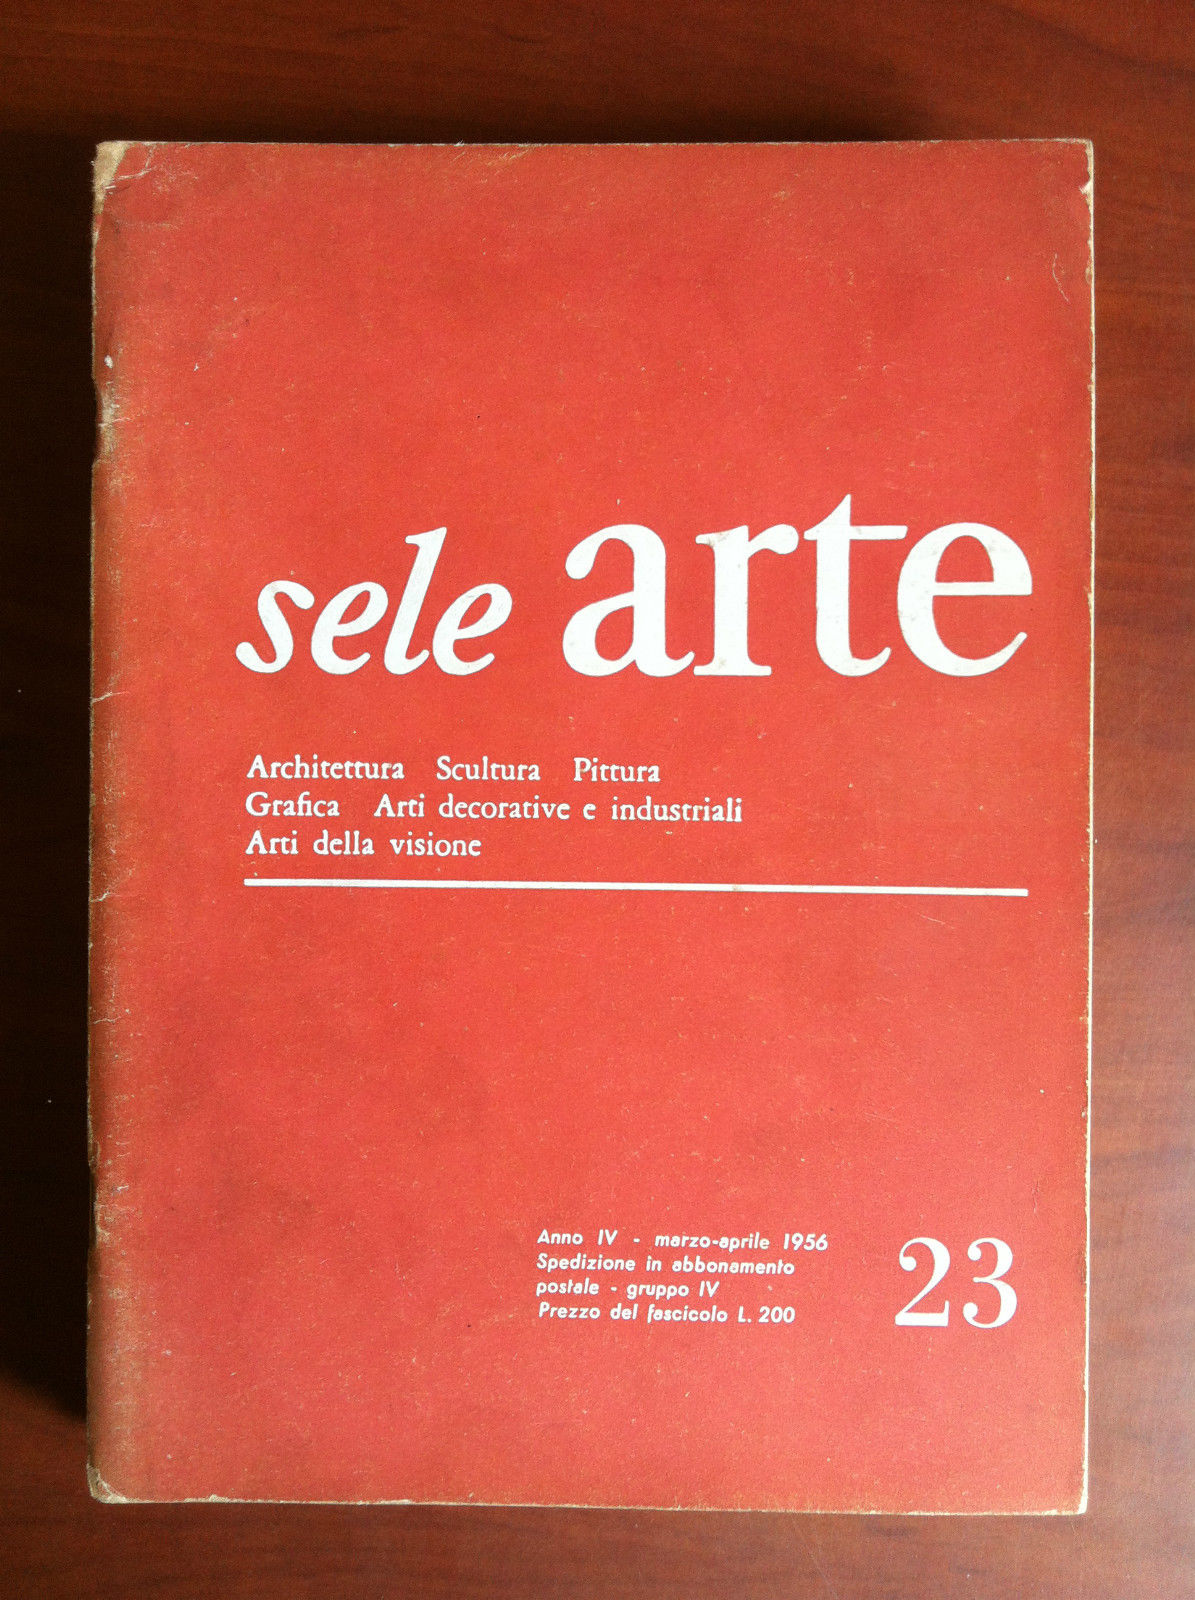 sele arte
Architettura Scultura Pittura
Grafica Arti decorative e industriali
Arti della visione
Anno IV - marzo-aprile 1956
Spedizione in abbonamento
postale - gruppo IV
Prezzo del fascicolo L. 200
23